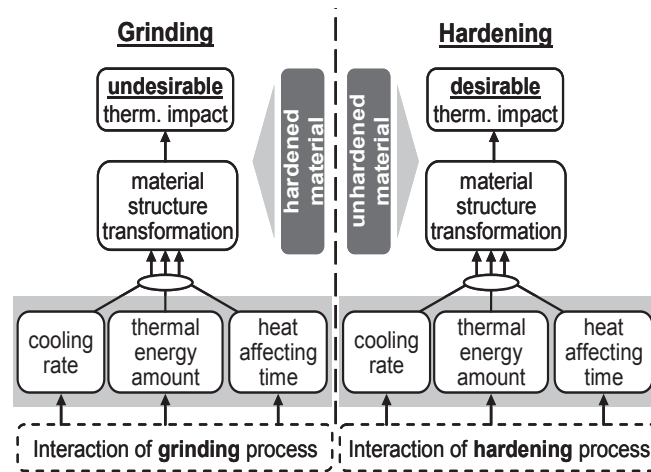 Grinding
undesirable
therm. impact
hardened
material
material
structure
transformation
cooling
rate
thermal
energy
amount
heat
affecting
time
Interaction of grinding process
Hardening
desirable
therm. impact
unhardened
material
material
structure
transformation
cooling
rate
thermal
energy
amount
heat
affecting
time
Interaction of hardening process